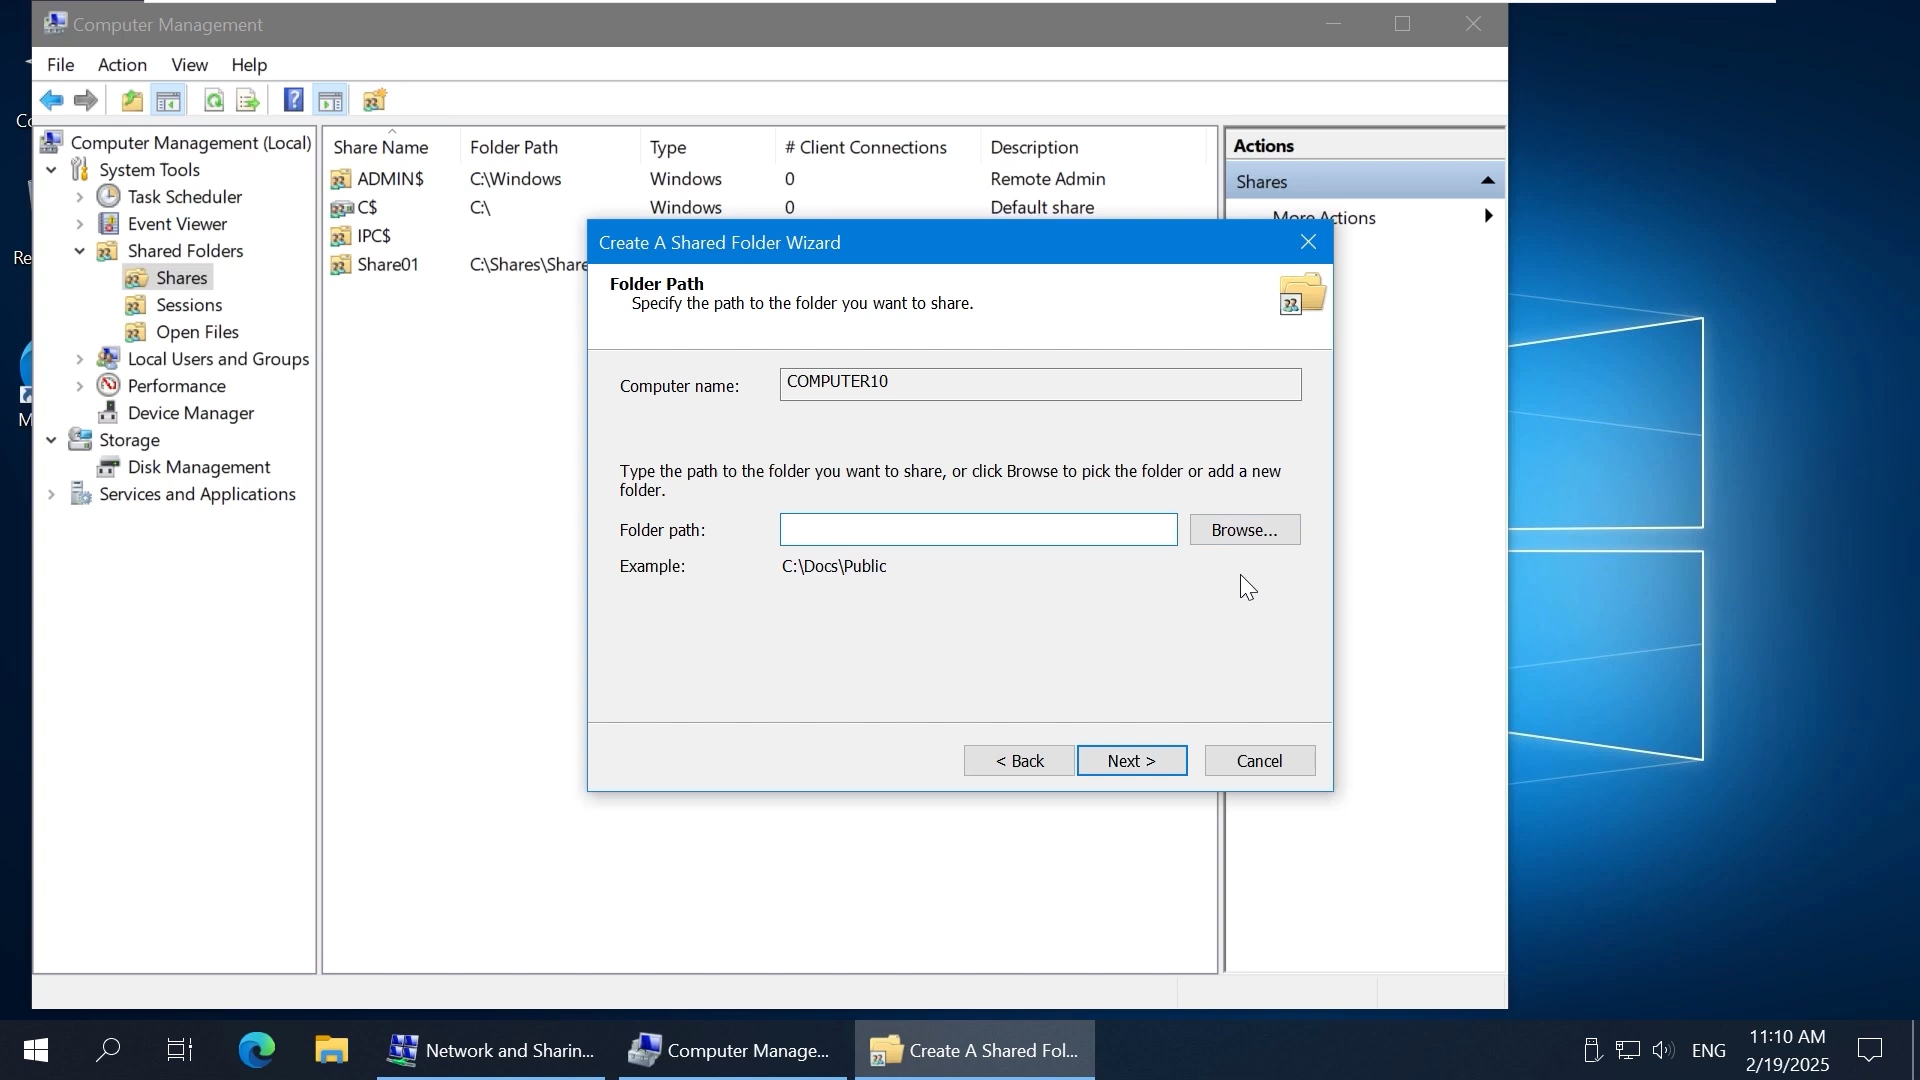 Computer Management
File Action View Help
Computer Management (Local)
System Tools
Task Scheduler
Event Viewer
Shared Folders
Shares
Sessions
Open Files
Local Users and Groups
Performance
Device Manager
Storage
Disk Management
Services and Applications
Share Name Folder Path Type # Client Connections Description
ADMIN$ C:\Windows Windows 0 Remote Admin
C$ C:\ Windows 0 Default share
IPC$
Share01 C:\Shares\Share
Actions
Shares
More Actions
Create A Shared Folder Wizard
Folder Path
Specify the path to the folder you want to share.
Computer name: COMPUTER10
Type the path to the folder you want to share, or click Browse to pick the folder or add a new
folder.
Folder path: Browse...
Example: C:\Docs\Public
< Back Next > Cancel
Co
Re
M
Network and Sharin... Computer Manage... Create A Shared Fol... ENG
11:10 AM
2/19/2025